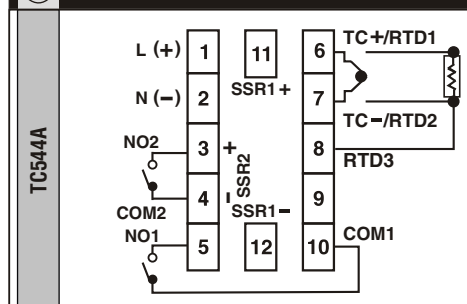 TC544A
L (+) 1 11 6 TC+/RTD1
SSR1 +
N (–) 2 7
TC–/RTD2
NO2 3 + SSR2 8 RTD3
4 - 9
COM2
SSR1–
NO1 5 12 10 COM1